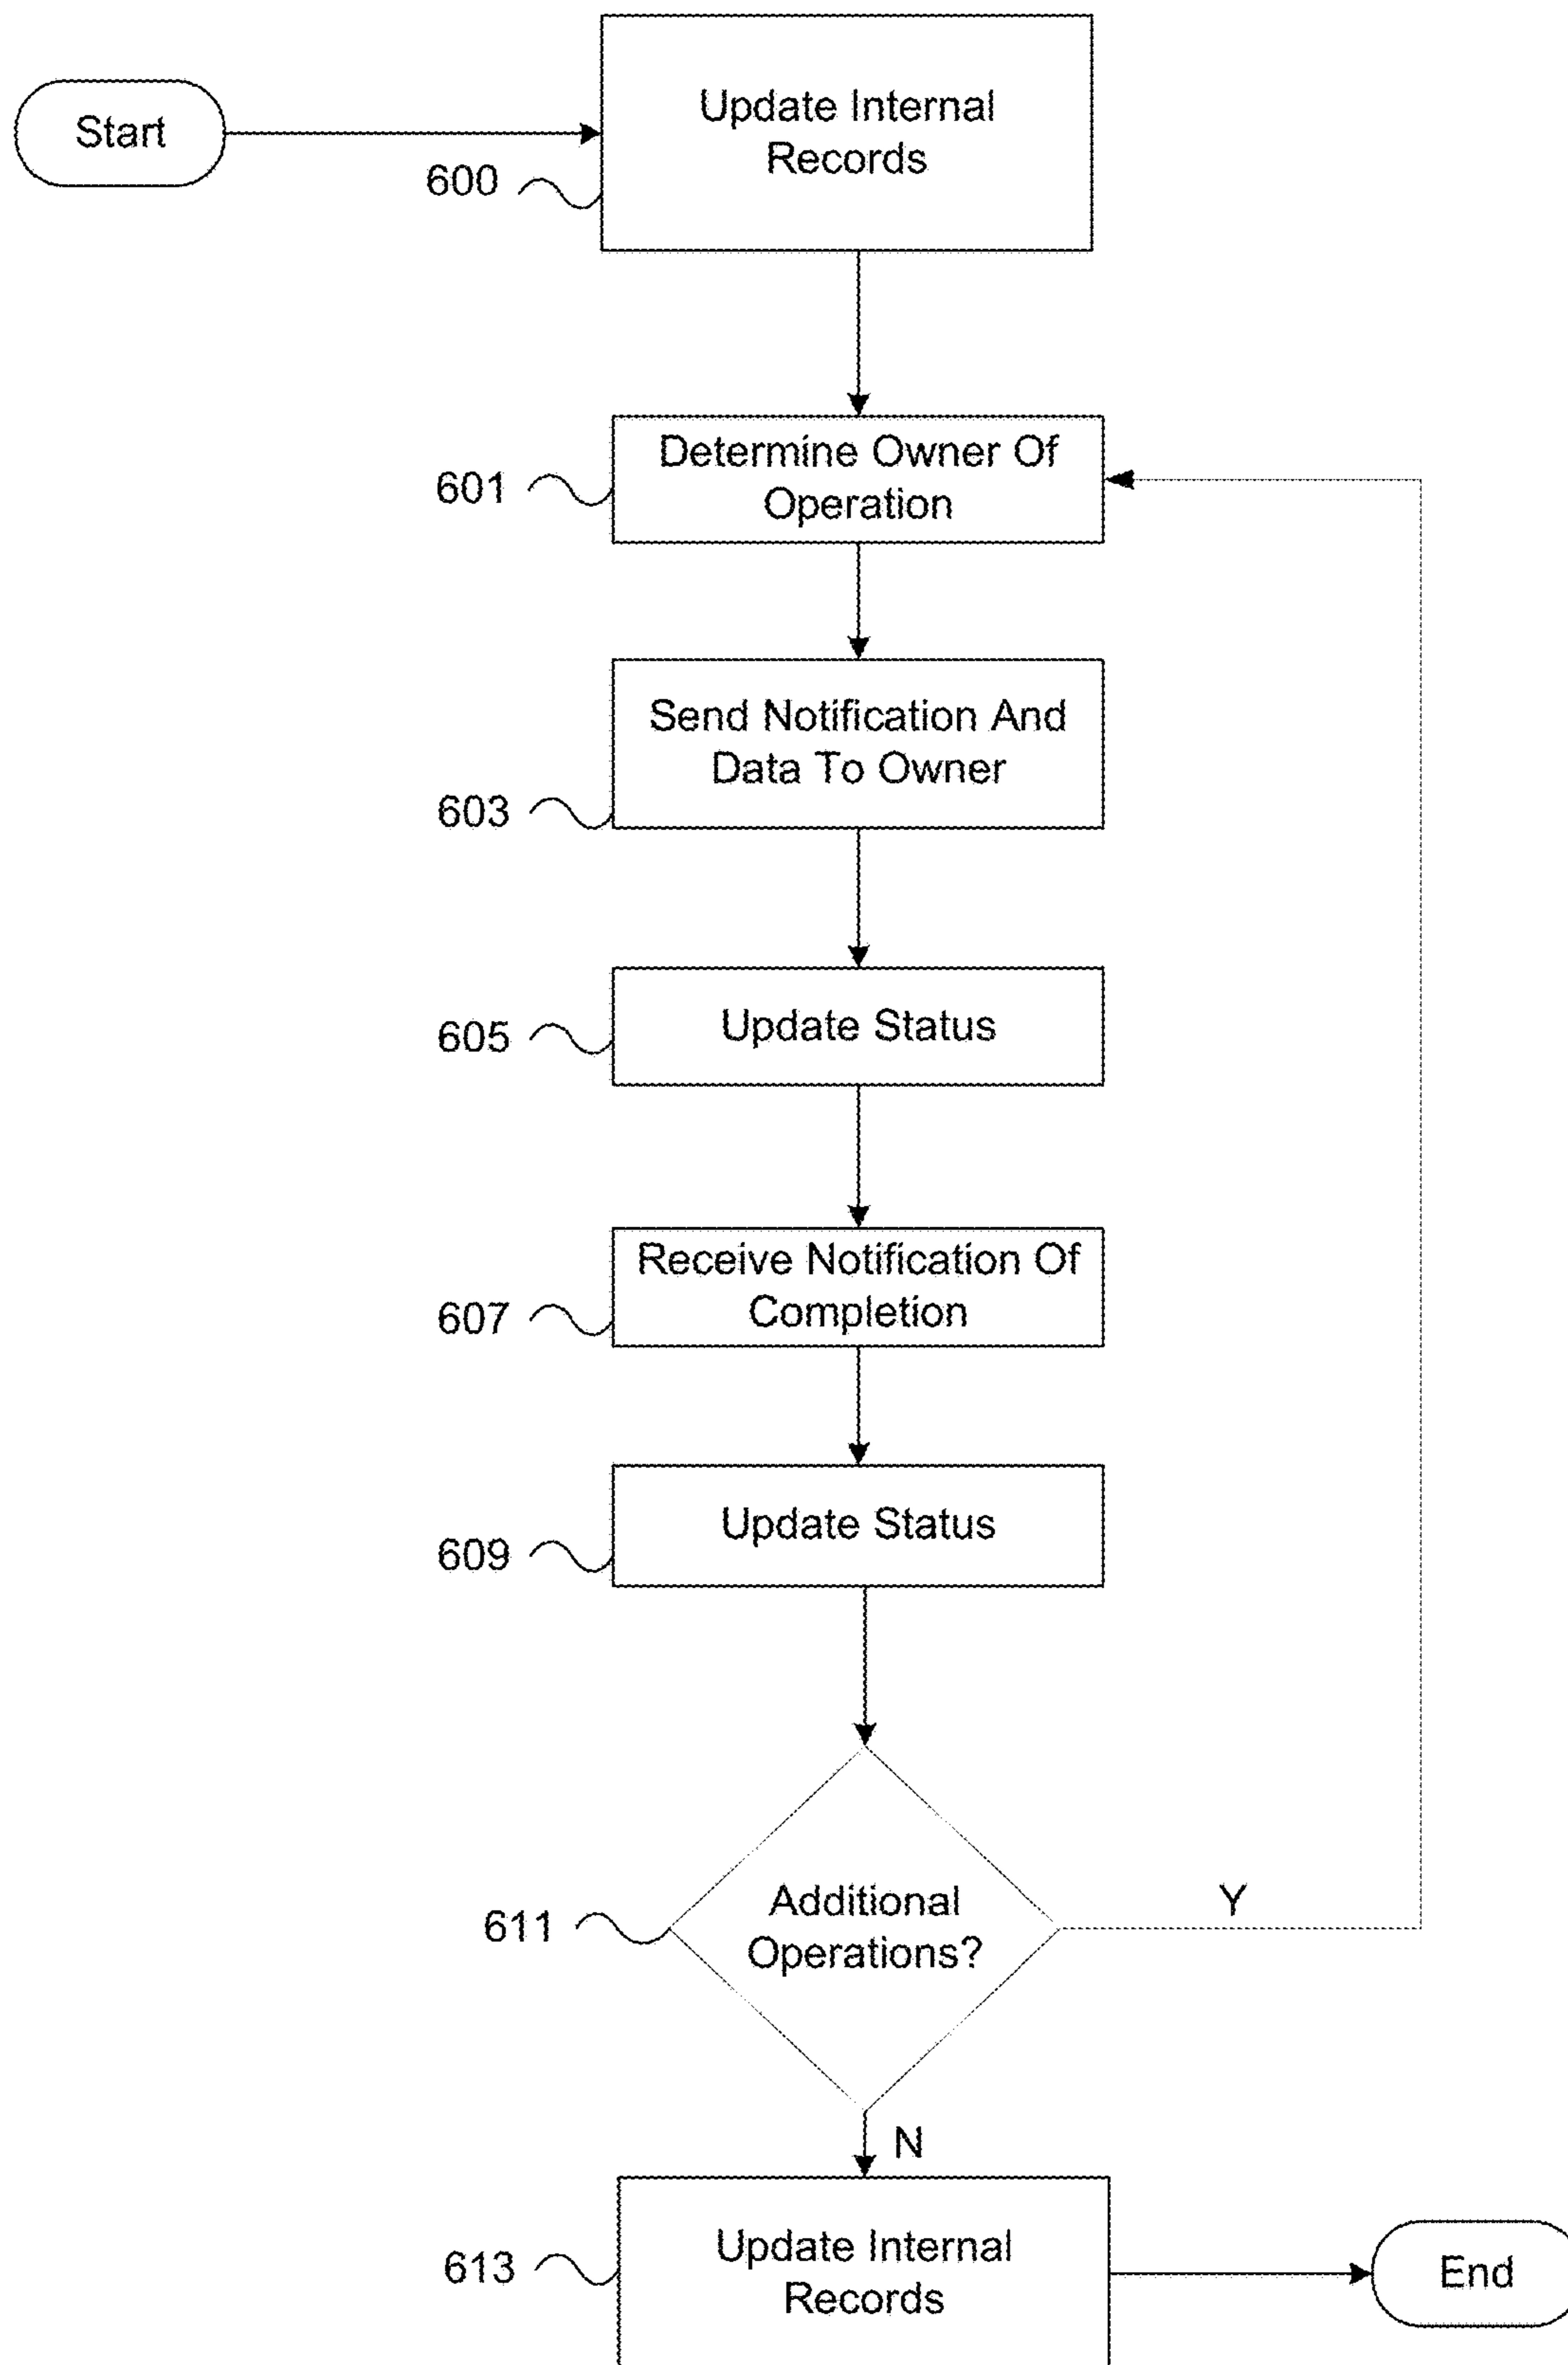 Start
Update Internal
Records
600
Determine Owner Of
Operation
601
Send Notification And
Data To Owner
603
Update Status
605
Receive Notification Of
Completion
607
Update Status
609
Additional
Operations?
611
Y
N
Update Internal
Records
613
End